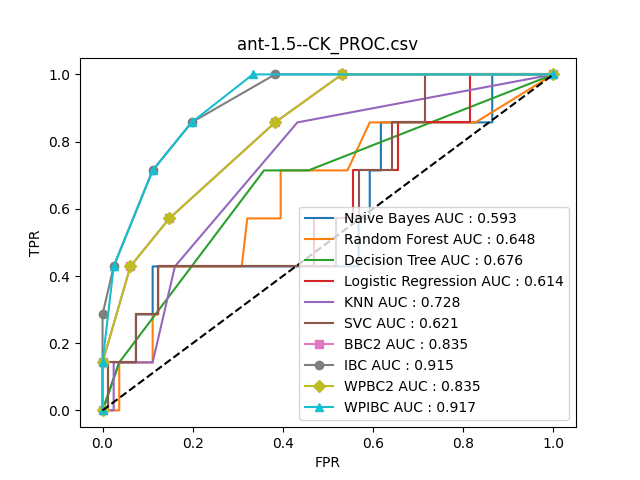 ant-1.5--CK_PROC.csv
TPR
1.0
0.8
0.6
0.4
0.2
0.0
Naive Bayes AUC : 0.593
Random Forest AUC : 0.648
Decision Tree AUC : 0.676
Logistic Regression AUC : 0.614
KNN AUC : 0.728
SVC AUC : 0.621
BBC2 AUC : 0.835
IBC AUC : 0.915
WPBC2 AUC : 0.835
WPIBC AUC : 0.917
0.0 0.2 0.4 0.6 0.8 1.0
FPR